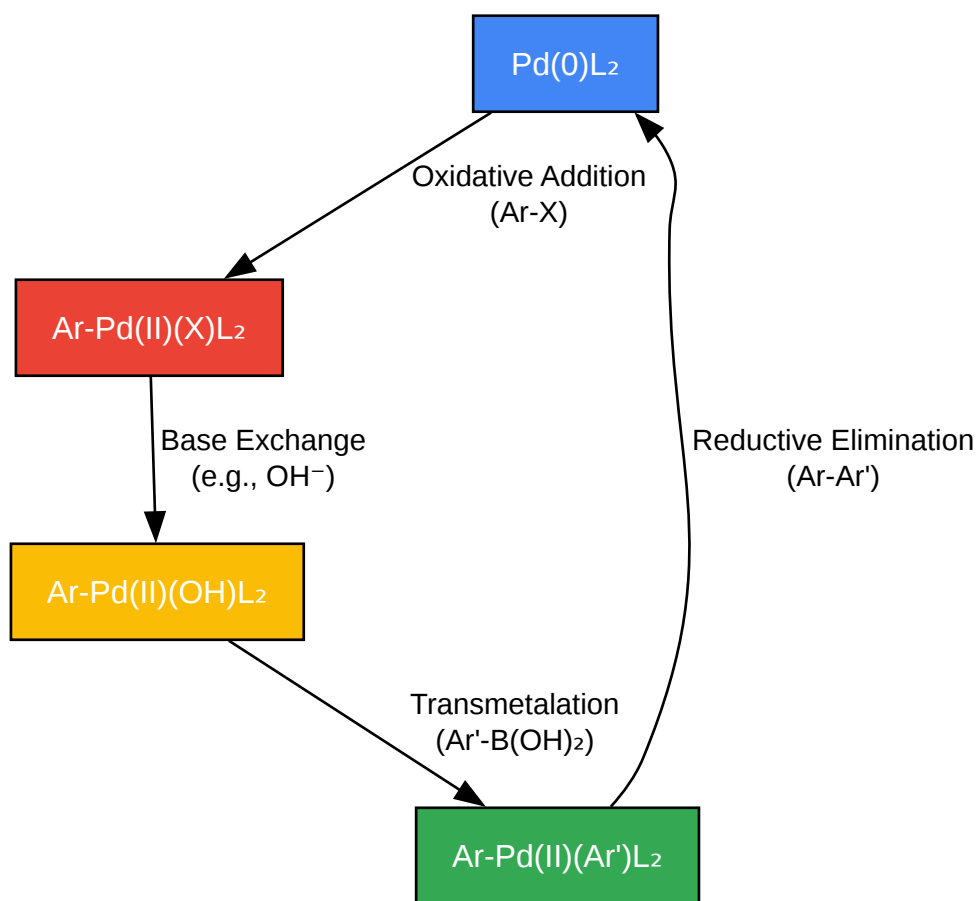 Pd(0)L₂
Oxidative Addition
(Ar-X)
Ar-Pd(II)(X)L₂
Base Exchange
(e.g., OH⁻)
Reductive Elimination
(Ar-Ar')
Ar-Pd(II)(OH)L₂
Transmetalation
(Ar'-B(OH)₂)
Ar-Pd(II)(Ar')L₂